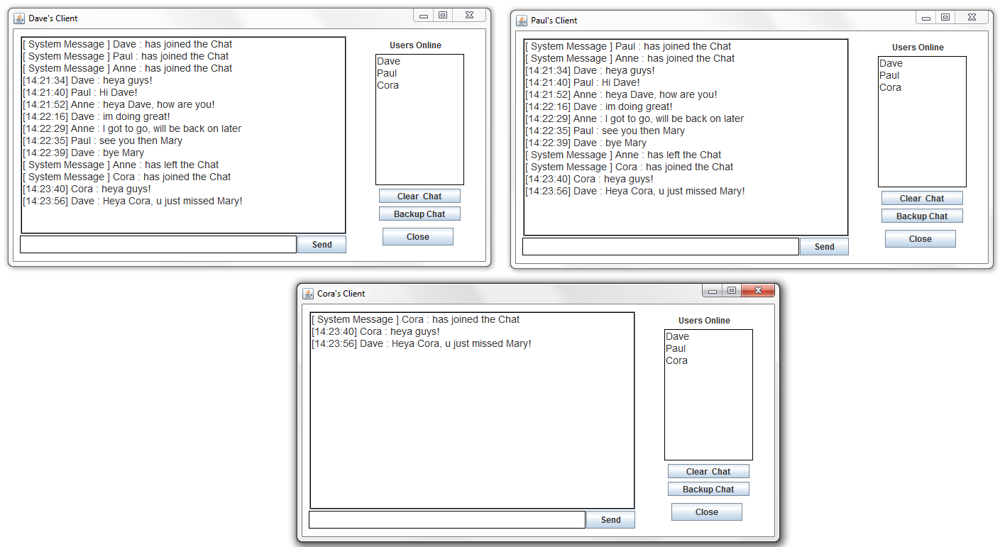 Dave's Client
[ System Message ] Dave : has joined the Chat
[ System Message ] Paul : has joined the Chat
[ System Message ] Anne : has joined the Chat
[14:21:34] Dave : heya guys!
[14:21:40] Paul : Hi Dave!
[14:21:52] Anne : heya Dave, how are you!
[14:22:16] Dave : im doing great!
[14:22:29] Anne : I got to go, will be back on later
[14:22:35] Paul : see you then Mary
[14:22:39] Dave : bye Mary
[ System Message ] Anne : has left the Chat
[ System Message ] Cora : has joined the Chat
[14:23:40] Cora : heya guys!
[14:23:56] Dave : Heya Cora, u just missed Mary!
Send
Users Online
Dave
Paul
Cora
Clear Chat
Backup Chat
Close
Paul's Client
[ System Message ] Paul : has joined the Chat
[ System Message ] Anne : has joined the Chat
[14:21:34] Dave : heya guys!
[14:21:40] Paul : Hi Dave!
[14:21:52] Anne : heya Dave, how are you!
[14:22:16] Dave : im doing great!
[14:22:29] Anne : I got to go, will be back on later
[14:22:35] Paul : see you then Mary
[14:22:39] Dave : bye Mary
[ System Message ] Anne : has left the Chat
[ System Message ] Cora : has joined the Chat
[14:23:40] Cora : heya guys!
[14:23:56] Dave : Heya Cora, u just missed Mary!
Send
Users Online
Dave
Paul
Cora
Clear Chat
Backup Chat
Close
Cora's Client
[ System Message ] Cora : has joined the Chat
[14:23:40] Cora : heya guys!
[14:23:56] Dave : Heya Cora, u just missed Mary!
Send
Users Online
Dave
Paul
Cora
Clear Chat
Backup Chat
Close